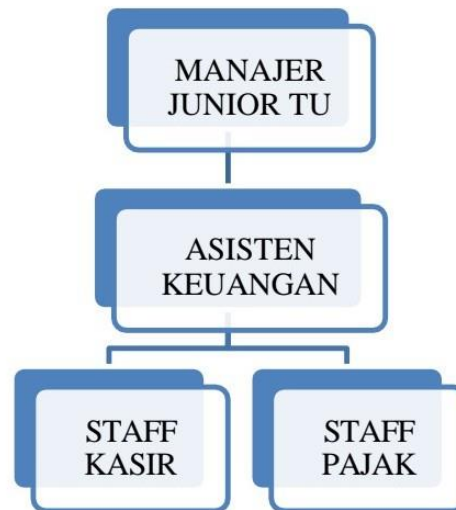 MANAJER
JUNIOR TU
ASISTEN
KEUANGAN
STAFF
KASIR
STAFF
PAJAK